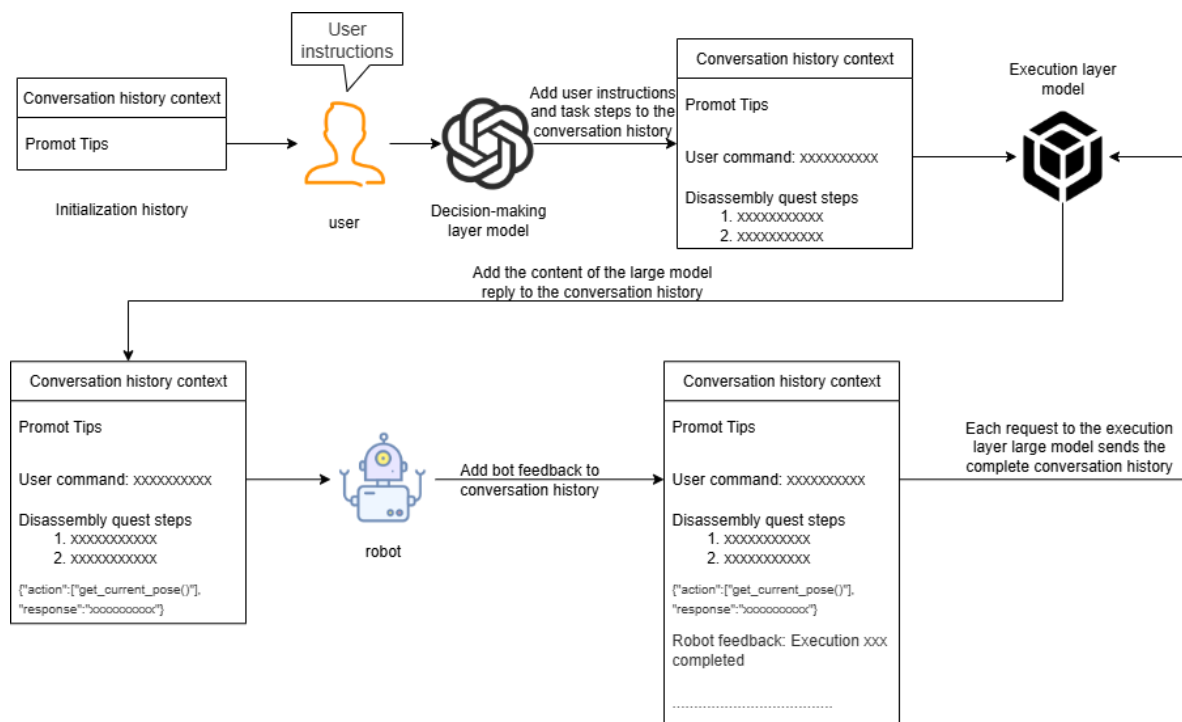 User
instructions
Conversation history context
Promot Tips
Initialization history
user
Decision-making
layer model
Add user instructions
and task steps to the
conversation history
Conversation history context
Promot Tips
User command: xxxxxxxxxx
Disassembly quest steps
1. xxxxxxxxxxx
2. xxxxxxxxxxx
Execution layer
model
Add the content of the large model
reply to the conversation history
Conversation history context
Promot Tips
User command: xxxxxxxxxx
Disassembly quest steps
1. xxxxxxxxxxx
2. xxxxxxxxxxx
{"action":["get_current_pose()"],
"response":"xxxxxxxxxx"}
robot
Add bot feedback to
conversation history
Conversation history context
Promot Tips
User command: xxxxxxxxxx
Disassembly quest steps
1. xxxxxxxxxxx
2. xxxxxxxxxxx
{"action":["get_current_pose()"],
"response":"xxxxxxxxxx"}
Robot feedback: Execution xxx
completed
Each request to the execution
layer large model sends the
complete conversation history